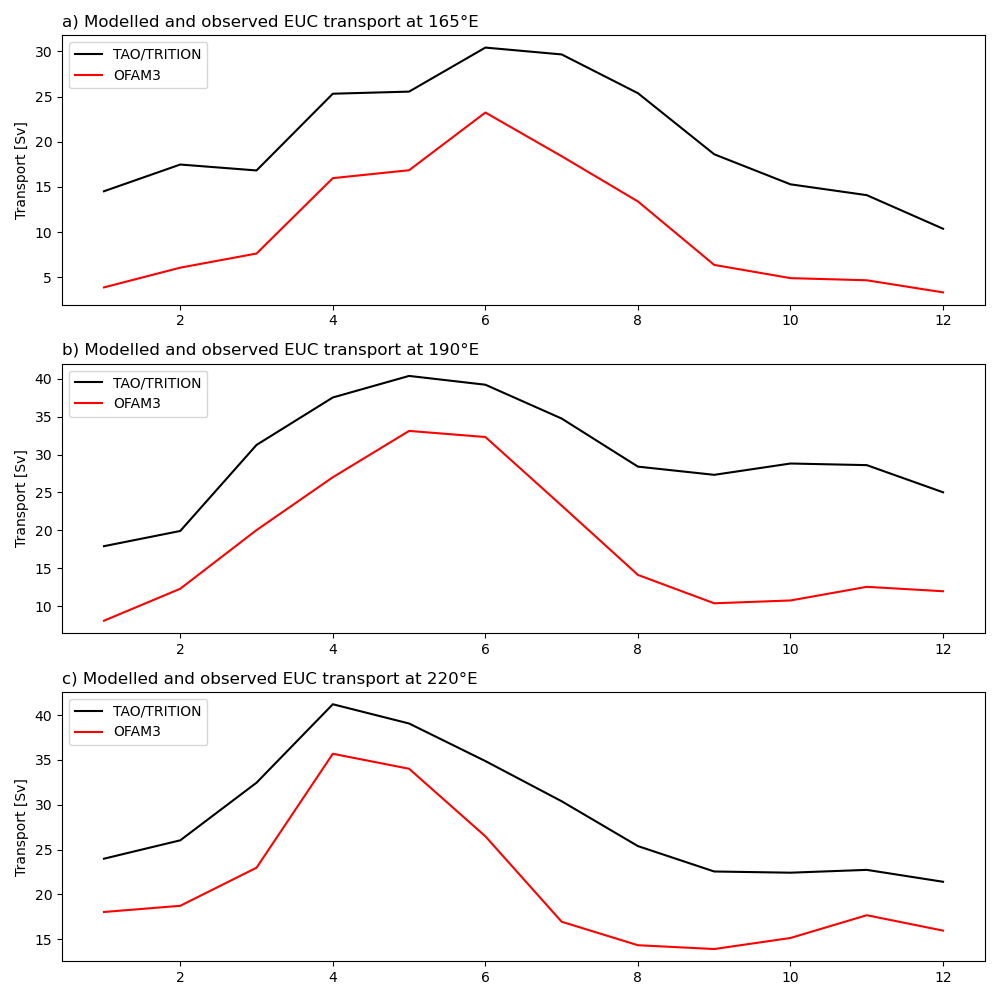 a) Modelled and observed EUC transport at 165°E
TAO/TRITION
OFAM3
Transport [Sv]
30
25
20
15
10
5
2 4 6 8 10 12
b) Modelled and observed EUC transport at 190°E
TAO/TRITION
OFAM3
Transport [Sv]
40
35
30
25
20
15
10
2 4 6 8 10 12
c) Modelled and observed EUC transport at 220°E
TAO/TRITION
OFAM3
Transport [Sv]
40
35
30
25
20
15
2 4 6 8 10 12